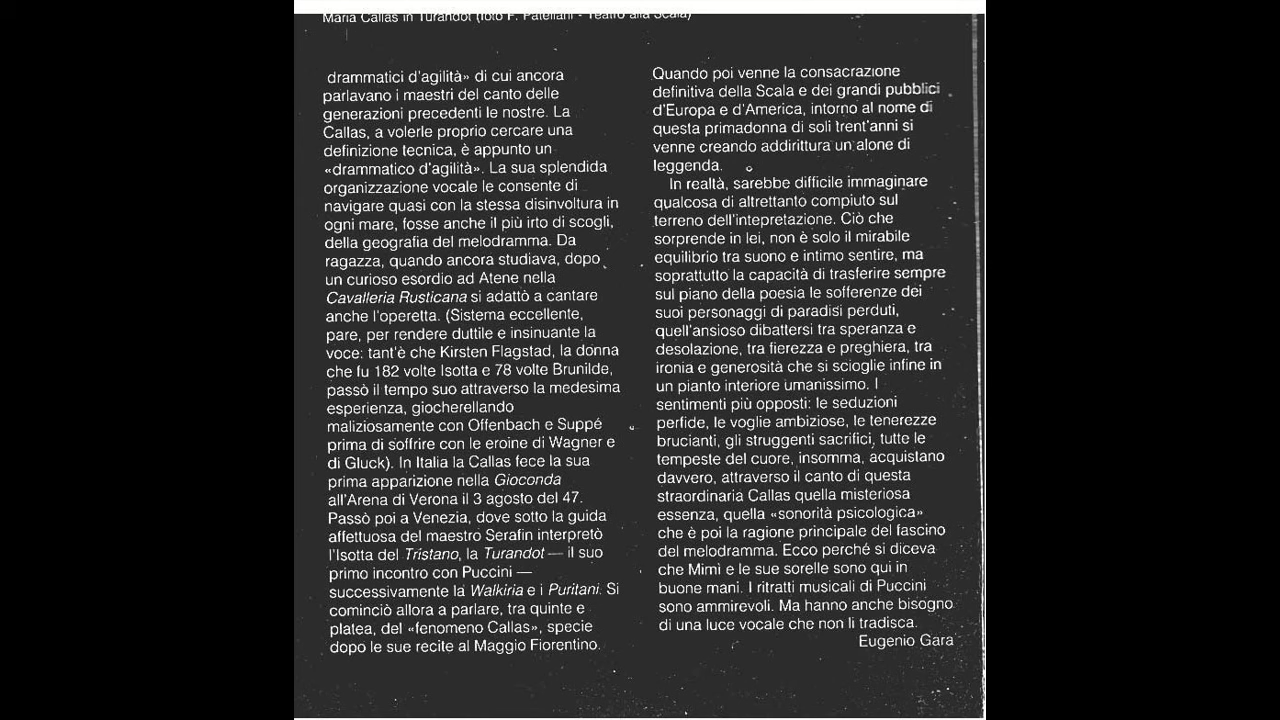 Maria Callas in Turandot (foto F. Patellani - Teatro alla Scala)
drammatici d'agilità» di cui ancora
parlavano i maestri del canto delle
generazioni precedenti le nostre. La
Callas, a volerle proprio cercare una
definizione tecnica, è appunto un
«drammatico d'agilità». La sua splendida
organizzazione vocale le consente di
navigare quasi con la stessa disinvoltura in
ogni mare, fosse anche il più irto di scogli,
della geografia del melodramma. Da
ragazza, quando ancora studiava, dopo
un curioso esordio ad Atene nella
Cavalleria Rusticana si adattò a cantare
anche l'operetta. (Sistema eccellente,
pare, per rendere duttile e insinuante la
voce: tant'è che Kirsten Flagstad, la donna
che fu 182 volte Isotta e 78 volte Brunilde,
passò il tempo suo attraverso la medesima
esperienza, giocherellando
maliziosamente con Offenbach e Suppé
prima di soffrire con le eroine di Wagner e
di Gluck). In Italia la Callas fece la sua
prima apparizione nella Gioconda
all'Arena di Verona il 3 agosto del 47.
Passò poi a Venezia, dove sotto la guida
affettuosa del maestro Serafin interpretò
l'Isotta del Tristano, la Turandot — il suo
primo incontro con Puccini —
successivamente la Walkiria e i Puritani. Si
cominciò allora a parlare, tra quinte e
platea, del «fenomeno Callas», specie
dopo le sue recite al Maggio Fiorentino.
Quando poi venne la consacrazione
definitiva della Scala e dei grandi pubblici
d'Europa e d'America, intorno al nome di
questa primadonna di soli trent'anni si
venne creando addirittura un alone di
leggenda.
In realtà, sarebbe difficile immaginare
qualcosa di altrettanto compiuto sul
terreno dell'intepretazione. Ciò che
sorprende in lei, non è solo il mirabile
equilibrio tra suono e intimo sentire, ma
soprattutto la capacità di trasferire sempre
sul piano della poesia le sofferenze dei
suoi personaggi di paradisi perduti,
quell'ansioso dibattersi tra speranza e
desolazione, tra fierezza e preghiera, tra
ironia e generosità che si scioglie infine in
un pianto interiore umanissimo. I
sentimenti più opposti: le seduzioni
perfide, le voglie ambiziose, le tenerezze
brucianti, gli struggenti sacrifici, tutte le
tempeste del cuore, insomma, acquistano
davvero, attraverso il canto di questa
straordinaria Callas quella misteriosa
essenza, quella «sonorità psicologica»
che è poi la ragione principale del fascino
del melodramma. Ecco perché si diceva
che Mimì e le sue sorelle sono qui in
buone mani. I ritratti musicali di Puccini
sono ammirevoli. Ma hanno anche bisogno
di una luce vocale che non li tradisca.
Eugenio Gara